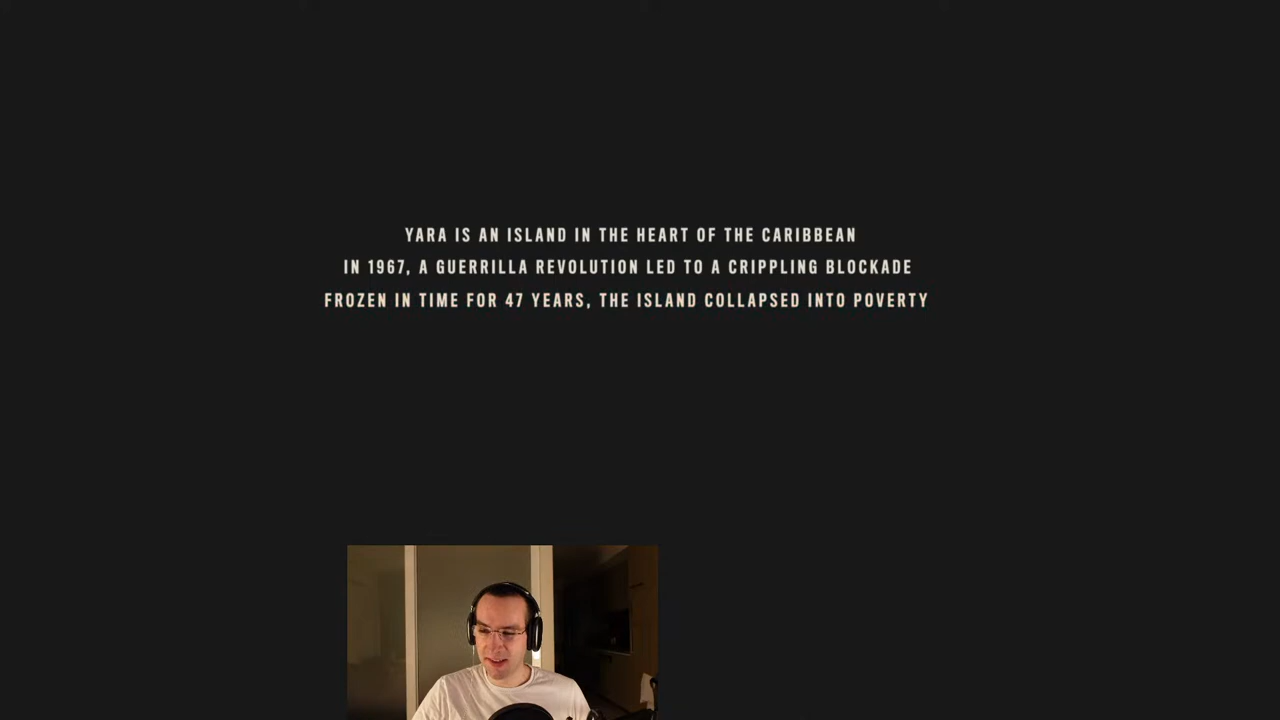 YARA IS AN ISLAND IN THE HEART OF THE CARIBBEAN
IN 1967, A GUERRILLA REVOLUTION LED TO A CRIPPLING BLOCKADE
FROZEN IN TIME FOR 47 YEARS, THE ISLAND COLLAPSED INTO POVERTY